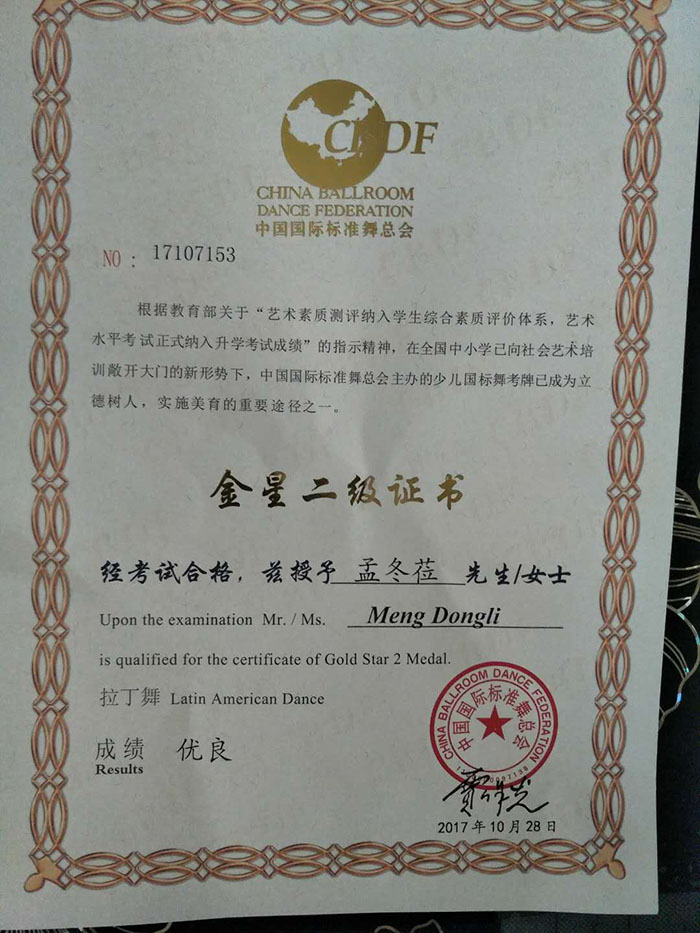 CBDF
CHINA BALLROOM
DANCE FEDERATION
中国国际标准舞总会
NO： 17107153
根据教育部关于“艺术素质测评纳入学生综合素质评价体系，艺术
水平考试正式纳入升学考试成绩”的指示精神，在全国中小学已向社会艺术培
训敞开大门的新形势下，中国国际标准舞总会主办的少儿国标舞考牌已成为立
德树人，实施美育的重要途径之一。
金星二级证书
经考试合格，兹授予 孟冬莅 先生/女士
Upon the examination Mr. / Ms. Meng Dongli
is qualified for the certificate of Gold Star 2 Medal.
拉丁舞 Latin American Dance
CHINA BALLROOM DANCE FEDERATION
中国国际标准舞总会
成绩 优良
Results
2017年10月28日